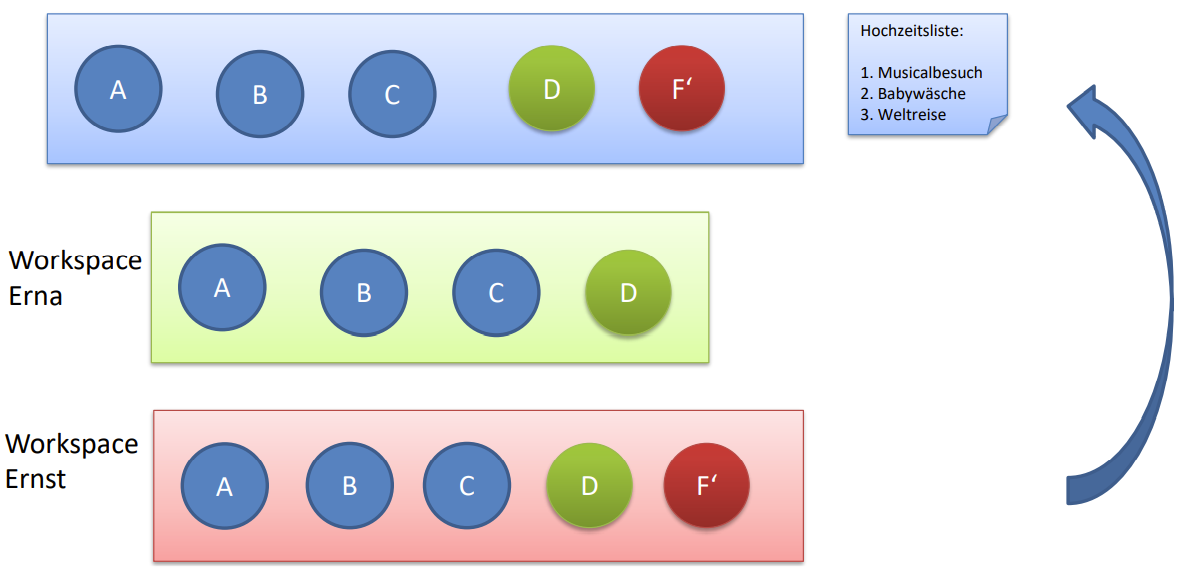 A
B
C
D
F‘
Hochzeitsliste:
1. Musicalbesuch
2. Babywäsche
3. Weltreise
Workspace
Erna
A
B
C
D
Workspace
Ernst
A
B
C
D
F‘